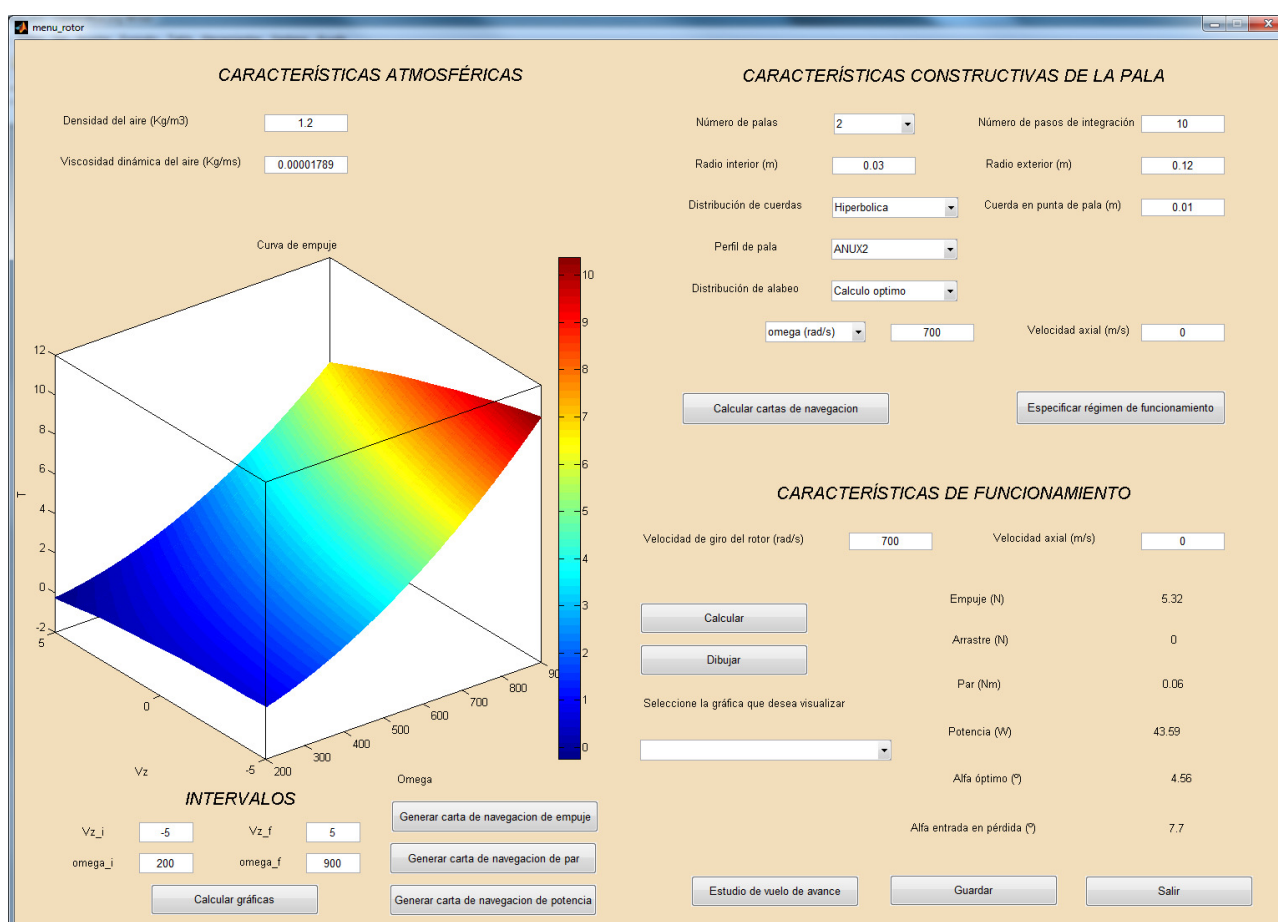 menu_rotor
CARACTERÍSTICAS ATMOSFÉRICAS
Densidad del aire (Kg/m3) 1.2
Viscosidad dinámica del aire (Kg/ms) 0.00001789
Curva de empuje
12
10
8
6
4
2
0
-2
T
5
0
-5
Vz
200
300
400
500
600
700
800
90
Omega
10
9
8
7
6
5
4
3
2
1
0
INTERVALOS
Vz_i -5 Vz_f 5
omega_i 200 omega_f 900
Calcular gráficas
Generar carta de navegacion de empuje
Generar carta de navegacion de par
Generar carta de navegacion de potencia
CARACTERÍSTICAS CONSTRUCTIVAS DE LA PALA
Número de palas 2 Número de pasos de integración 10
Radio interior (m) 0.03 Radio exterior (m) 0.12
Distribución de cuerdas Hiperbolica Cuerda en punta de pala (m) 0.01
Perfil de pala ANUX2
Distribución de alabeo Calculo optimo
omega (rad/s) 700 Velocidad axial (m/s) 0
Calcular cartas de navegacion Especificar régimen de funcionamiento
CARACTERÍSTICAS DE FUNCIONAMIENTO
Velocidad de giro del rotor (rad/s) 700 Velocidad axial (m/s) 0
Calcular
Dibujar
Seleccione la gráfica que desea visualizar
Empuje (N) 5.32
Arrastre (N) 0
Par (Nm) 0.06
Potencia (W) 43.59
Alfa óptimo (º) 4.56
Alfa entrada en pérdida (º) 7.7
Estudio de vuelo de avance Guardar Salir